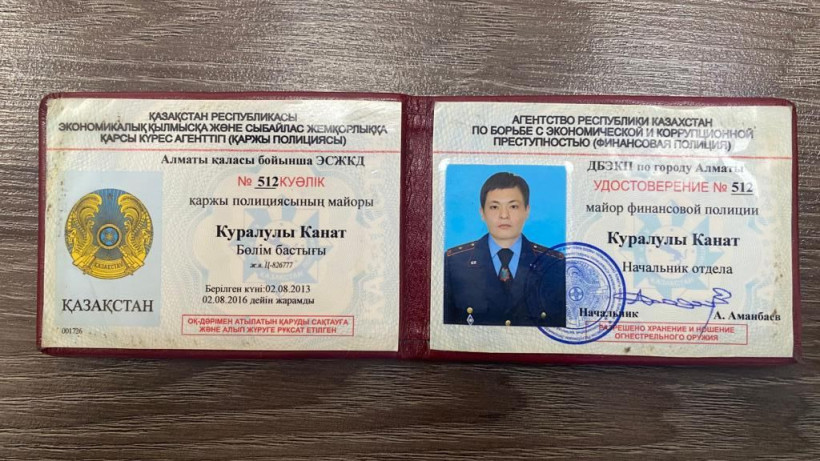 ҚАЗАҚСТАН РЕСПУБЛИКАСЫ
ЭКОНОМИКАЛЫҚ ҚЫЛМЫСҚА ЖӘНЕ СЫБАЙЛАС ЖЕМҚОРЛЫҚҚА
ҚАРСЫ КҮРЕС АГЕНТТІГІ (ҚАРЖЫ ПОЛИЦИЯСЫ)
Алматы қаласы бойынша ЭСЖКД
№ 512 КУӘЛІК
қаржы полициясының майоры
Куралулы Канат
Бөлім бастығы
ж.н. Ц-826777
Берілген күні:02.08.2013
02.08.2016 дейін жарамды
ҚАЗАҚСТАН
001726
ОҚ-ДӘРІМЕН АТЫЛАТЫН ҚАРУДЫ САҚТАУҒА
ЖӘНЕ АЛЫП ЖҮРУГЕ РҰҚСАТ ЕТІЛГЕН
АГЕНТСТВО РЕСПУБЛИКИ КАЗАХСТАН
ПО БОРЬБЕ С ЭКОНОМИЧЕСКОЙ И КОРРУПЦИОННОЙ
ПРЕСТУПНОСТЬЮ (ФИНАНСОВАЯ ПОЛИЦИЯ)
ДБЭКП по городу Алматы
УДОСТОВЕРЕНИЕ № 512
майор финансовой полиции
Куралулы Канат
Начальник отдела
Начальник А. Аманбаев
РАЗРЕШЕНО ХРАНЕНИЕ И НОШЕНИЕ
ОГНЕСТРЕЛЬНОГО ОРУЖИЯ